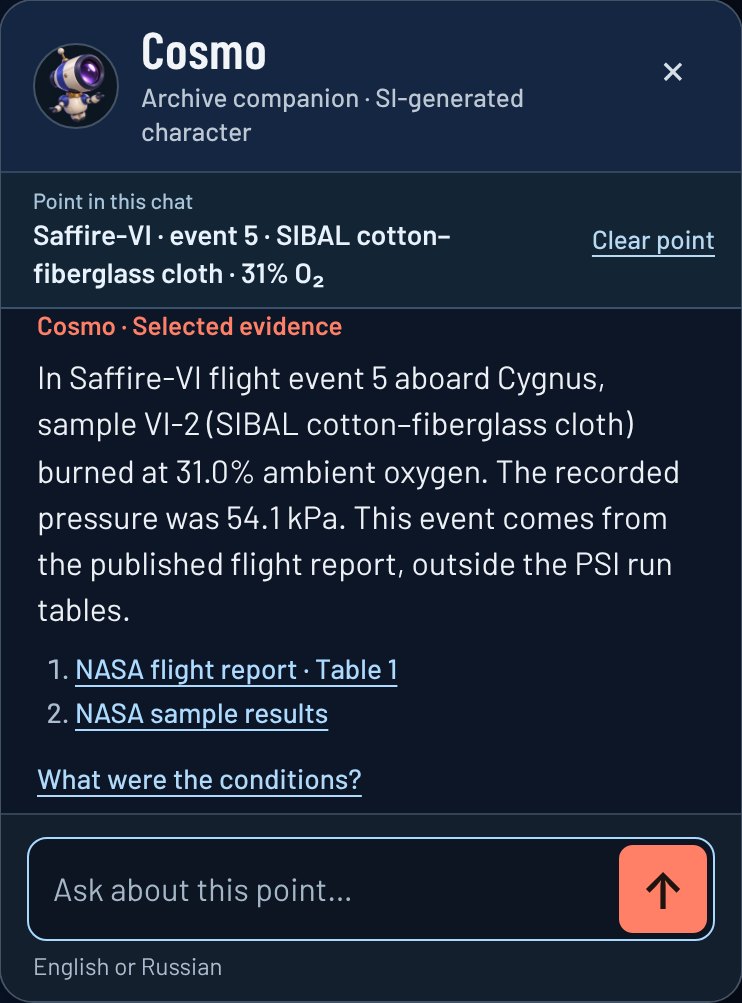 Cosmo
Archive companion · SI-generated
character
×
Point in this chat
Saffire-VI · event 5 · SIBAL cotton–
fiberglass cloth · 31% O₂
Clear point
Cosmo · Selected evidence
In Saffire-VI flight event 5 aboard Cygnus,
sample VI-2 (SIBAL cotton–fiberglass cloth)
burned at 31.0% ambient oxygen. The recorded
pressure was 54.1 kPa. This event comes from
the published flight report, outside the PSI run
tables.
1. NASA flight report · Table 1
2. NASA sample results
What were the conditions?
Ask about this point...
English or Russian